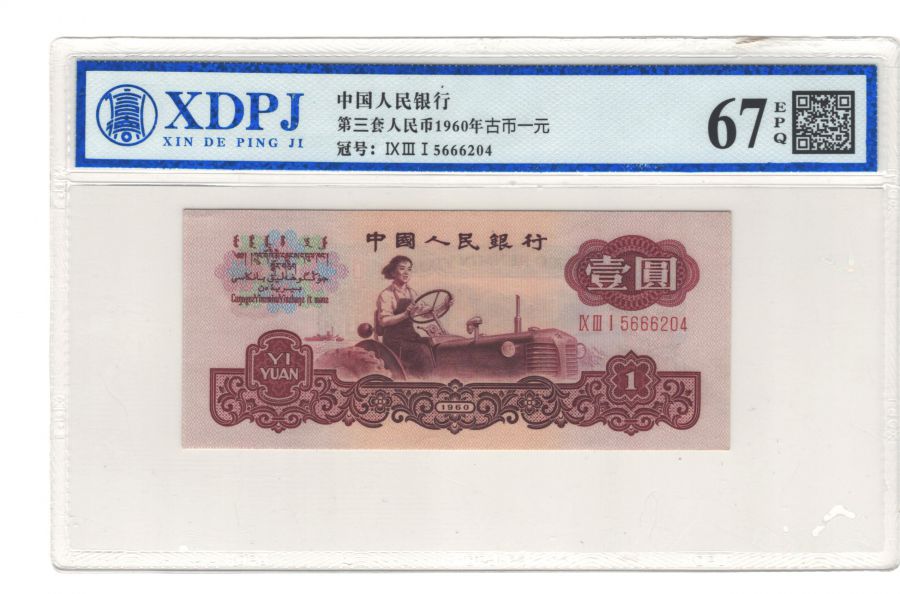 XDPJ
XIN DE PING JI
中国人民银行
第三套人民币1960年古币一元
冠号：ⅨⅢⅠ5666204
67
EPQ
中國人民銀行
壹圓
ⅨⅢⅠ5666204
YI
YUAN
1960
1